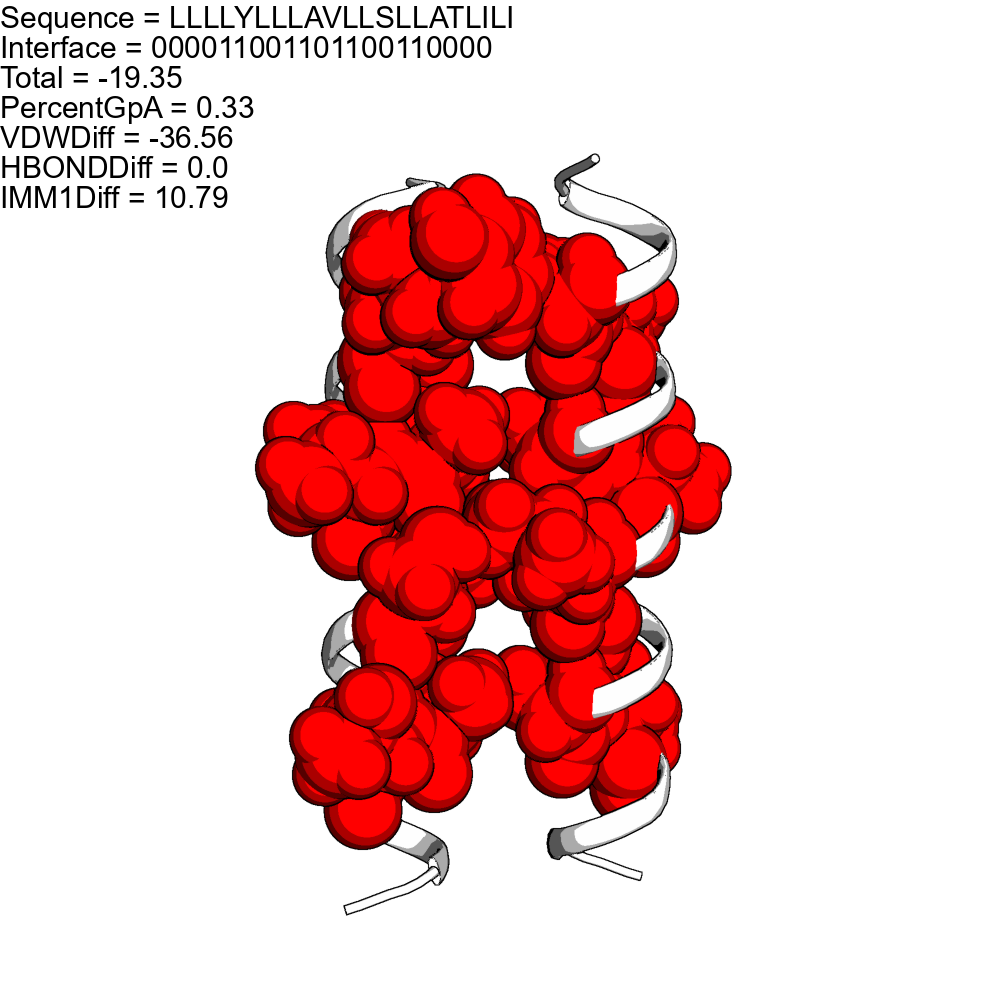 Sequence = LLLLYLLLAVLLSLLATLILI
Interface = 000011001101100110000
Total = -19.35
PercentGpA = 0.33
VDWDiff = -36.56
HBONDDiff = 0.0
IMM1Diff = 10.79